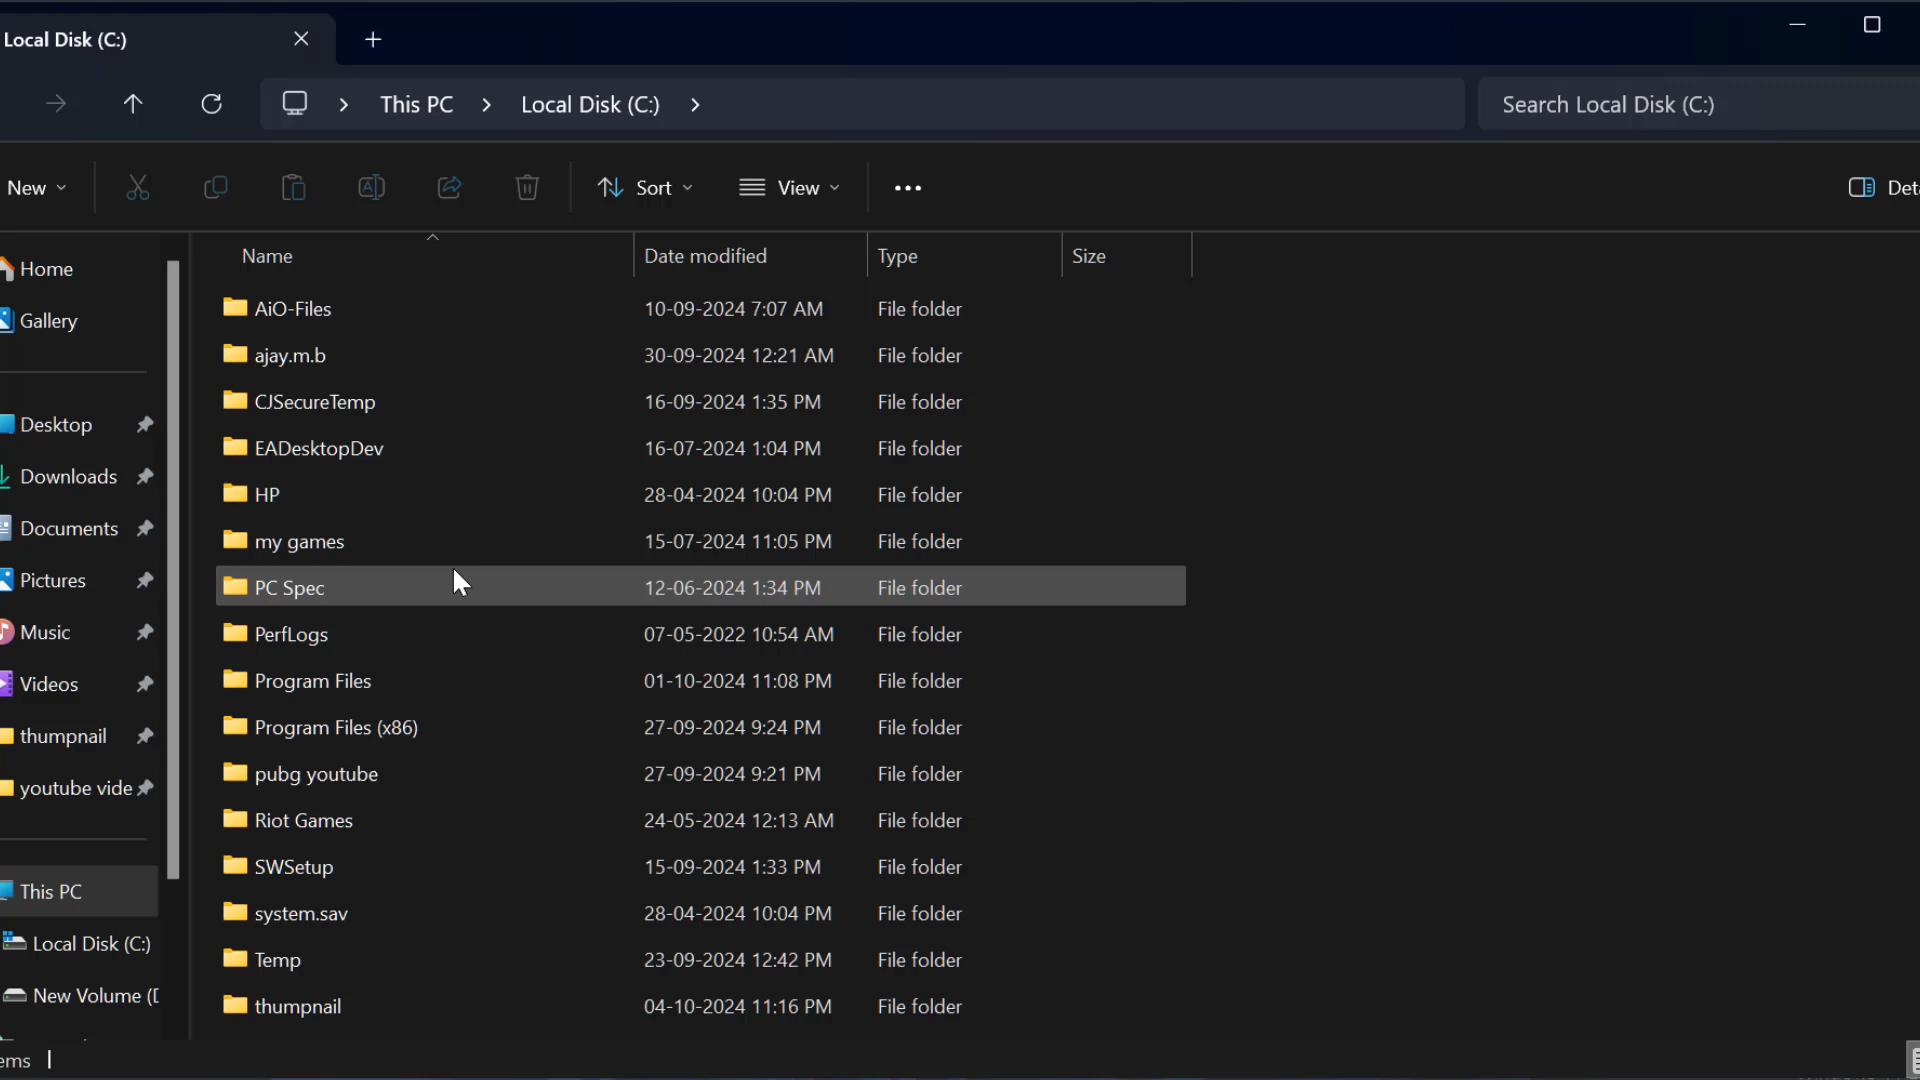 Local Disk (C:)
This PC > Local Disk (C:) >
Search Local Disk (C:)
New
Sort
View
Name
Date modified
Type
Size
Home
Gallery
Desktop
Downloads
Documents
Pictures
Music
Videos
thumpnail
youtube vide
This PC
Local Disk (C:)
New Volume (
AiO-Files 10-09-2024 7:07 AM File folder
ajay.m.b 30-09-2024 12:21 AM File folder
CJSecureTemp 16-09-2024 1:35 PM File folder
EADesktopDev 16-07-2024 1:04 PM File folder
HP 28-04-2024 10:04 PM File folder
my games 15-07-2024 11:05 PM File folder
PC Spec 12-06-2024 1:34 PM File folder
PerfLogs 07-05-2022 10:54 AM File folder
Program Files 01-10-2024 11:08 PM File folder
Program Files (x86) 27-09-2024 9:24 PM File folder
pubg youtube 27-09-2024 9:21 PM File folder
Riot Games 24-05-2024 12:13 AM File folder
SWSetup 15-09-2024 1:33 PM File folder
system.sav 28-04-2024 10:04 PM File folder
Temp 23-09-2024 12:42 PM File folder
thumpnail 04-10-2024 11:16 PM File folder